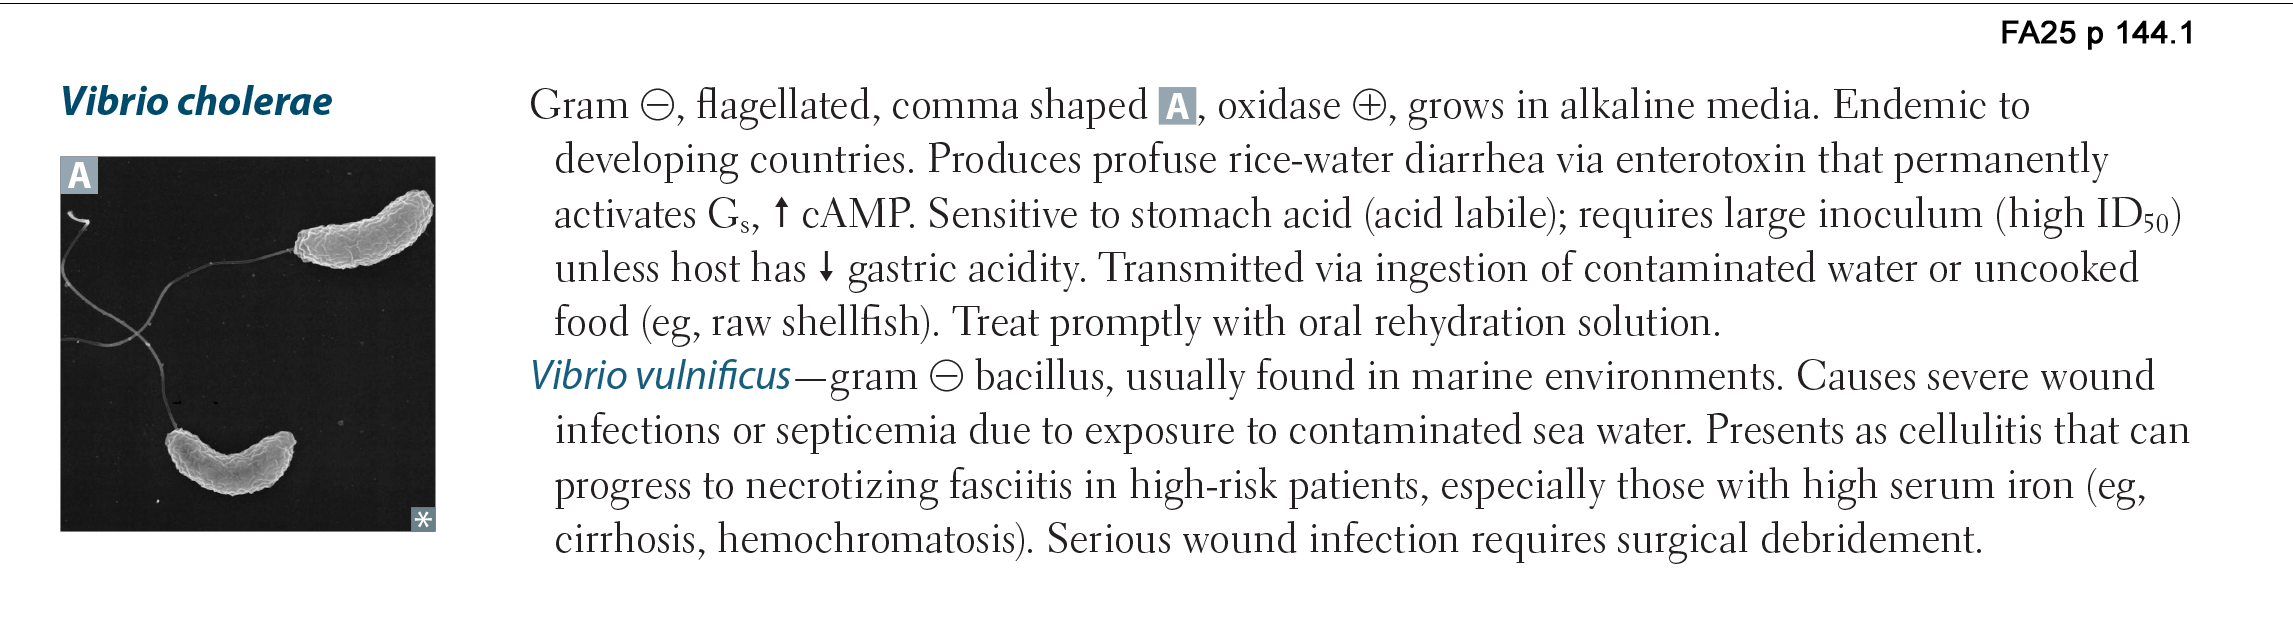 FA25 p 144.1
Vibrio cholerae
A
*
Gram ⊖, flagellated, comma shaped A, oxidase ⊕, grows in alkaline media. Endemic to
developing countries. Produces profuse rice-water diarrhea via enterotoxin that permanently
activates Gs, ↑ cAMP. Sensitive to stomach acid (acid labile); requires large inoculum (high ID50)
unless host has ↓ gastric acidity. Transmitted via ingestion of contaminated water or uncooked
food (eg, raw shellfish). Treat promptly with oral rehydration solution.
Vibrio vulnificus—gram ⊖ bacillus, usually found in marine environments. Causes severe wound
infections or septicemia due to exposure to contaminated sea water. Presents as cellulitis that can
progress to necrotizing fasciitis in high-risk patients, especially those with high serum iron (eg,
cirrhosis, hemochromatosis). Serious wound infection requires surgical debridement.